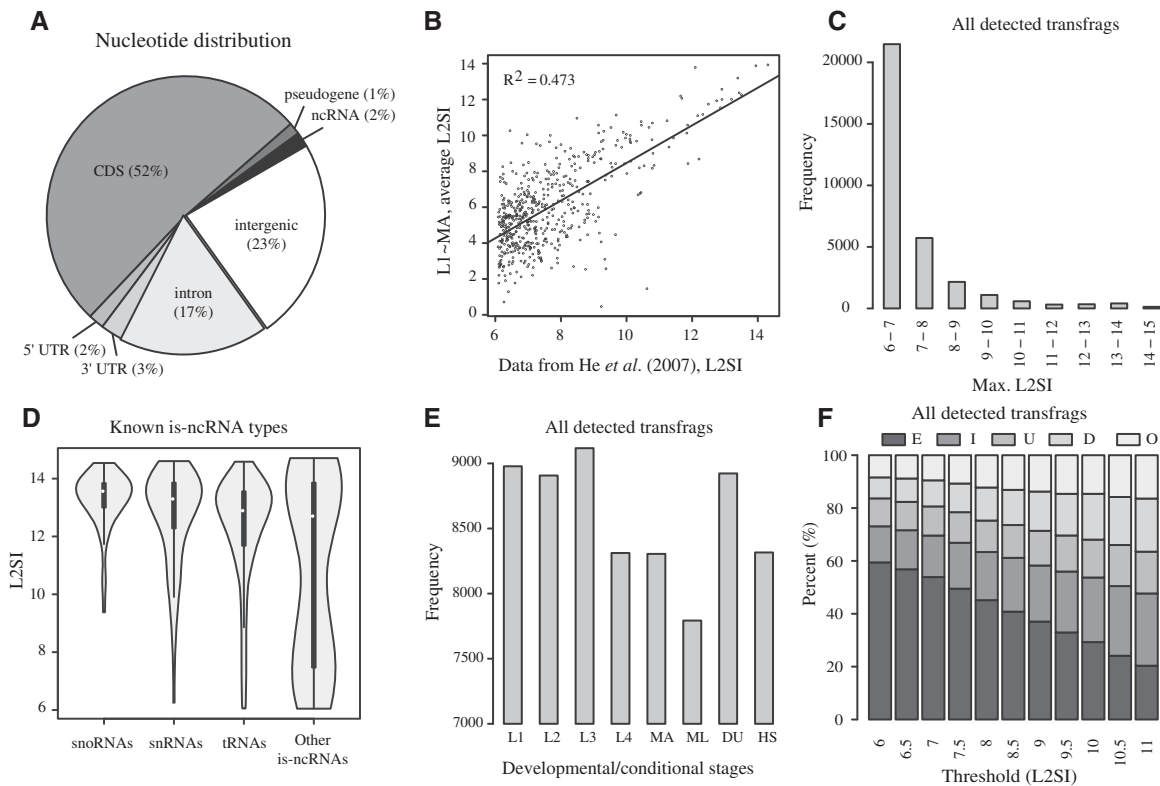 A
Nucleotide distribution
pseudogene (1%)
ncRNA (2%)
CDS (52%)
intergenic
(23%)
intron
(17%)
5' UTR (2%)
3' UTR (3%)
B
R2 = 0.473
L1~MA, average L2SI
14
12
10
8
6
4
2
0
6
8
10
12
14
Data from He et al. (2007), L2SI
C
All detected transfrags
Frequency
20000
15000
10000
5000
0
6 – 7
7 – 8
8 – 9
9 – 10
10 – 11
11 – 12
12 – 13
13 – 14
14 – 15
Max. L2SI
D
Known is-ncRNA types
L2SI
14
12
10
8
6
snoRNAs
snRNAs
tRNAs
Other
is-ncRNAs
E
All detected transfrags
Frequency
9000
8500
8000
7500
7000
L1
L2
L3
L4
MA
ML
DU
HS
Developmental/conditional stages
F
All detected transfrags
E
I
U
D
O
Percent (%)
100
80
60
40
20
0
6
6.5
7
7.5
8
8.5
9
9.5
10
10.5
11
Threshold (L2SI)